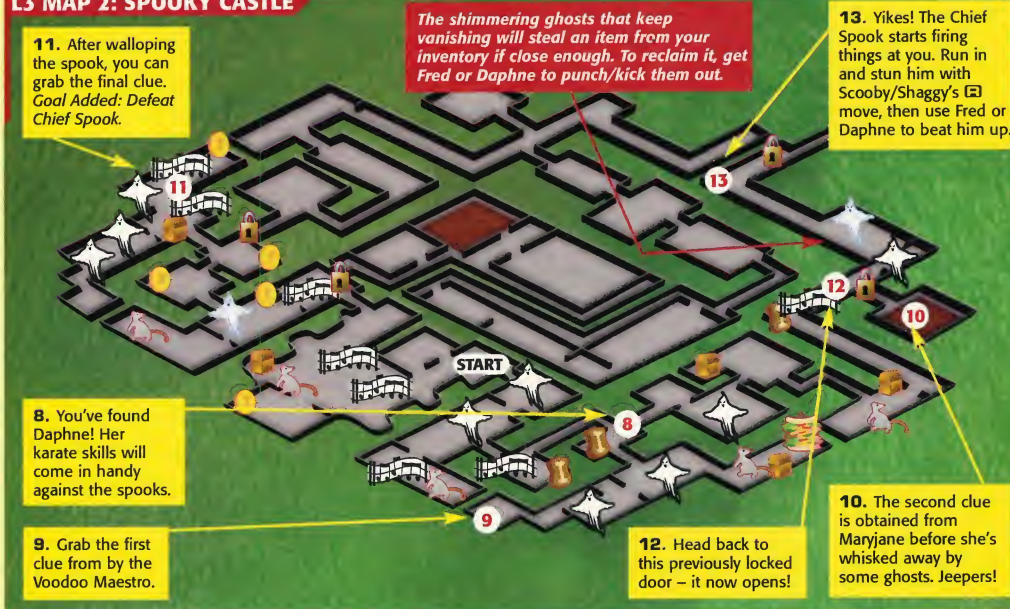 L3 MAP 2: SPOOKY CASTLE
11. After walloping
the spook, you can
grab the final clue.
Goal Added: Defeat
Chief Spook.
The shimmering ghosts that keep
vanishing will steal an item from your
inventory if close enough. To reclaim it, get
Fred or Daphne to punch/kick them out.
13. Yikes! The Chief
Spook starts firing
things at you. Run in
and stun him with
Scooby/Shaggy's
move, then use Fred or
Daphne to beat him up.
11
13
12
10
START
8
9
8. You've found
Daphne! Her
karate skills will
come in handy
against the spooks.
9. Grab the first
clue from by the
Voodoo Maestro.
12. Head back to
this previously locked
door – it now opens!
10. The second clue
is obtained from
Maryjane before she's
whisked away by
some ghosts. Jeepers!